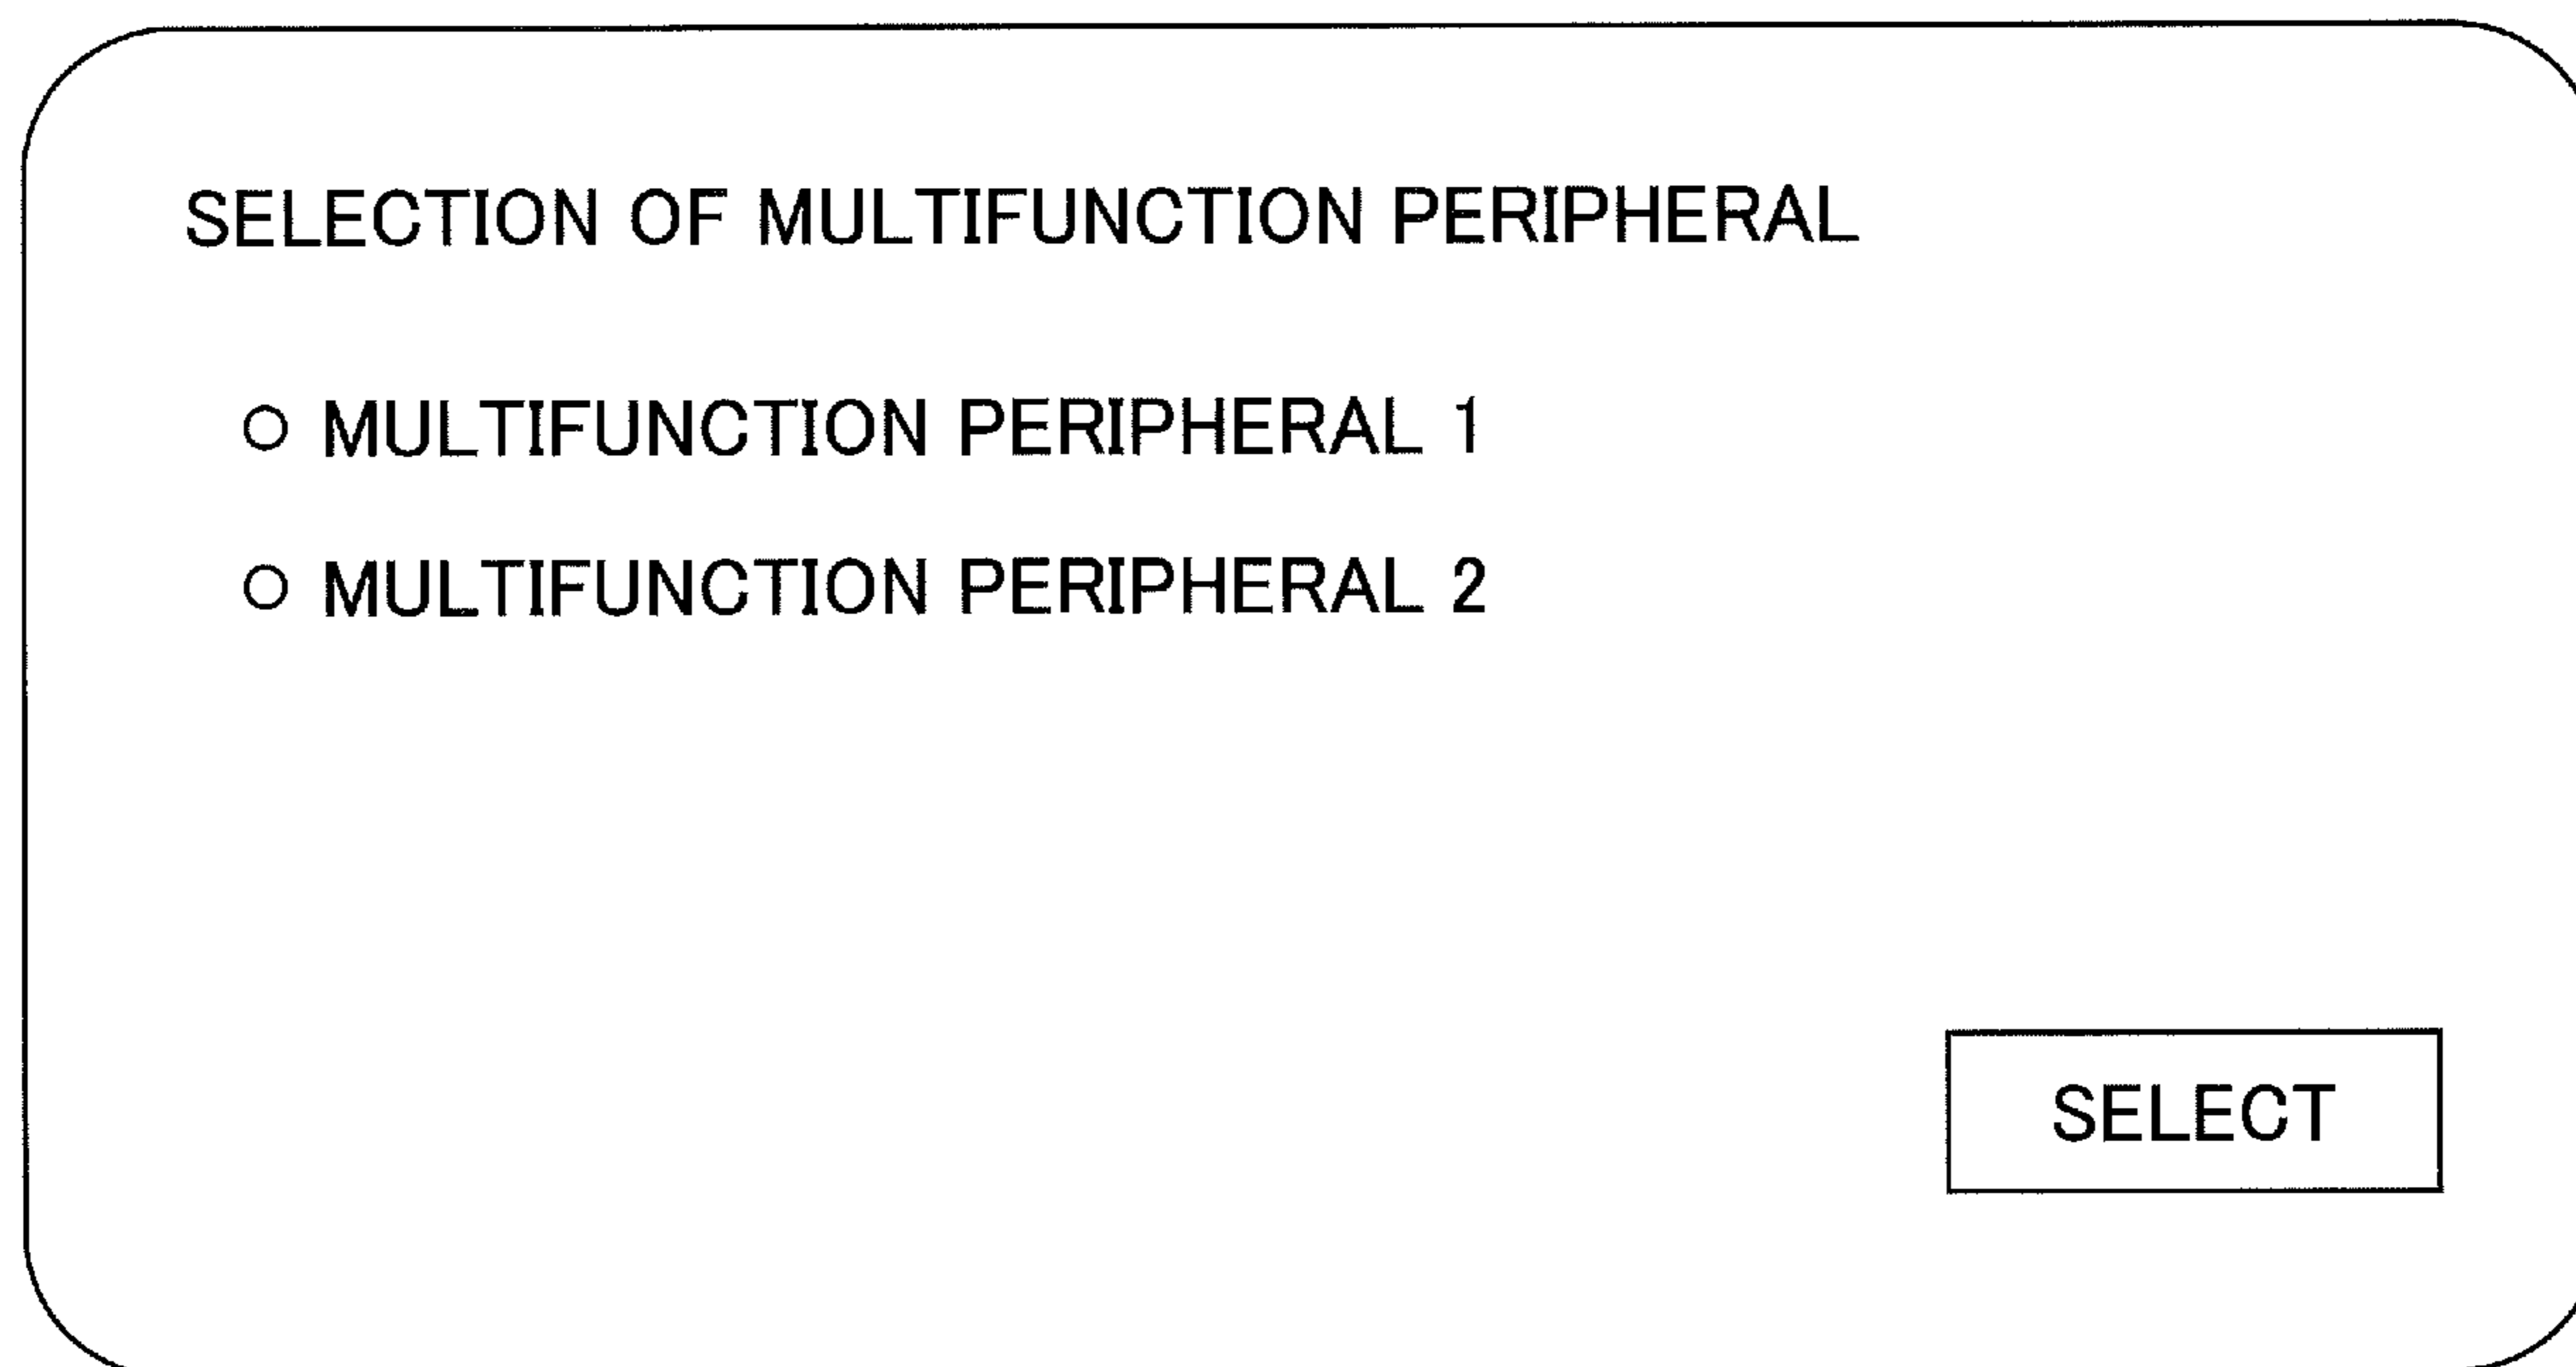 SELECTION OF MULTIFUNCTION PERIPHERAL
○ MULTIFUNCTION PERIPHERAL 1
○ MULTIFUNCTION PERIPHERAL 2
SELECT